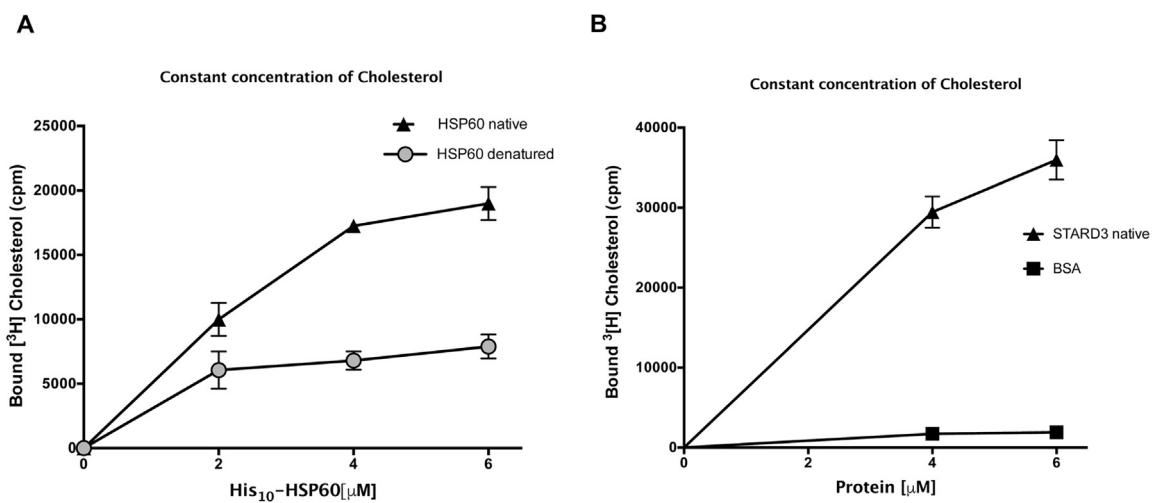 A
Constant concentration of Cholesterol
25000
20000
15000
10000
5000
0
Bound [³H] Cholesterol (cpm)
HSP60 native
HSP60 denatured
0 2 4 6
His₁₀-HSP60[µM]
B
Constant concentration of Cholesterol
40000
30000
20000
10000
0
Bound ³[H] Cholesterol (cpm)
STARD3 native
BSA
0 2 4 6
Protein [µM]